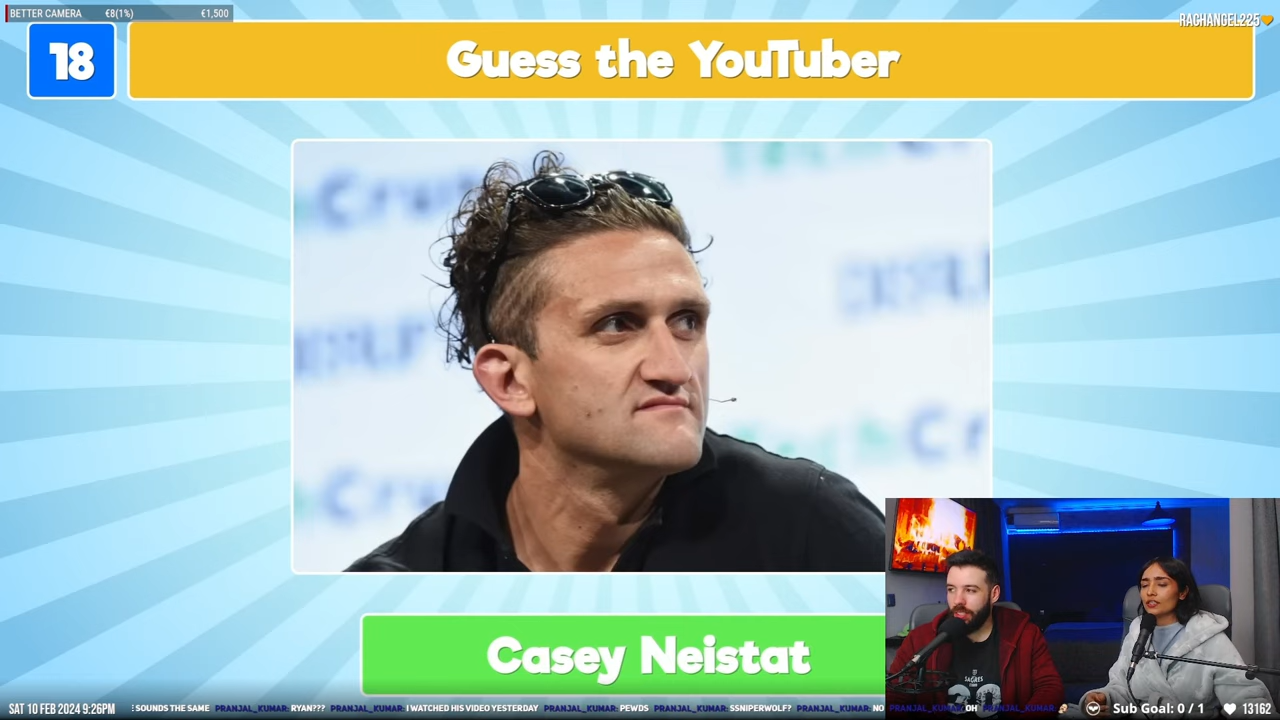 BETTER CAMERA €8(1%) €1,500
RACHANGEL225
18
Guess the YouTuber
Casey Neistat
SAT 10 FEB 2024 9:26PM
: SOUNDS THE SAME PRANJAL_KUMAR: RYAN??? PRANJAL_KUMAR: I WATCHED HIS VIDEO YESTERDAY PRANJAL_KUMAR: PEWDS PRANJAL_KUMAR: SSNIPERWOLF? PRANJAL_KUMAR: NO PRANJAL_KUMAR: OH PRANJAL_KUMAR:
Sub Goal: 0 / 1
13162